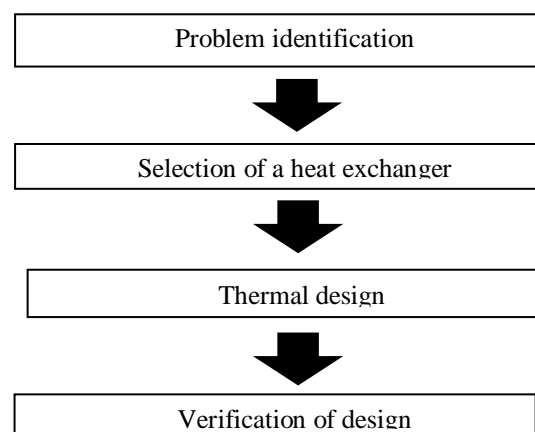 Problem identification
Selection of a heat exchanger
Thermal design
Verification of design